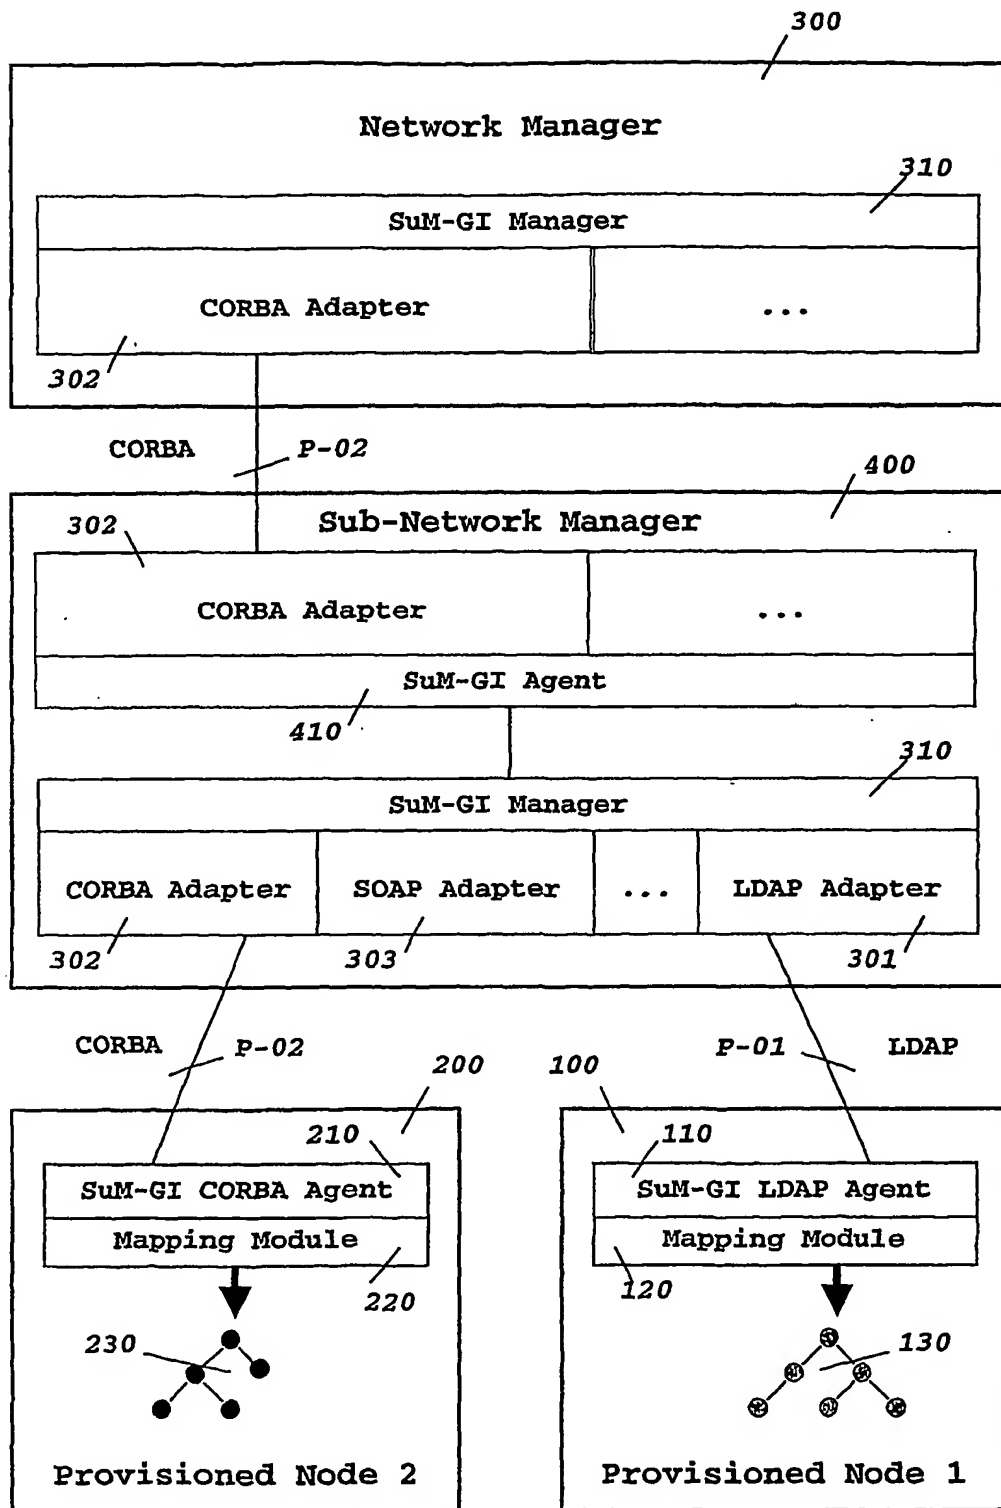 300
Network Manager
310
SuM-GI Manager
CORBA Adapter
...
302
CORBA
P-02
400
302
Sub-Network Manager
CORBA Adapter
...
SuM-GI Agent
410
310
SuM-GI Manager
CORBA Adapter
SOAP Adapter
...
LDAP Adapter
302
303
301
CORBA
P-02
P-01
LDAP
200
100
210
110
SuM-GI CORBA Agent
SuM-GI LDAP Agent
Mapping Module
Mapping Module
220
120
230
130
Provisioned Node 2
Provisioned Node 1